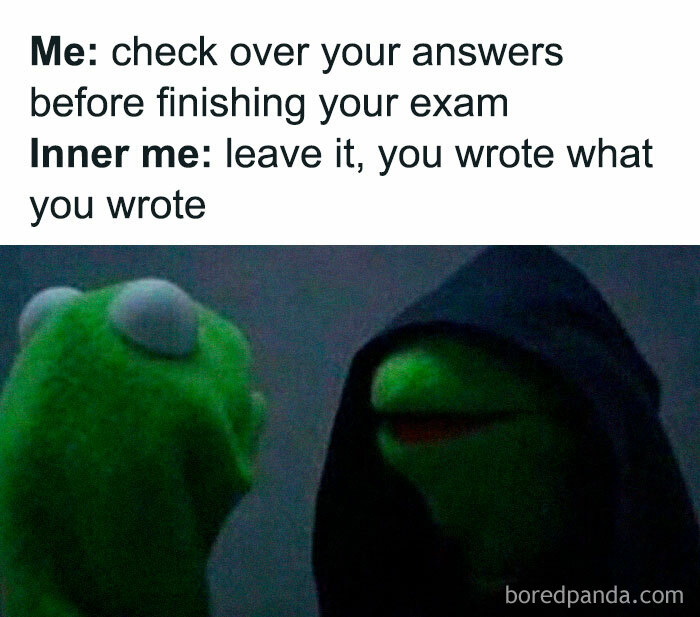 Me: check over your answers
before finishing your exam
Inner me: leave it, you wrote what
you wrote
boredpanda.com